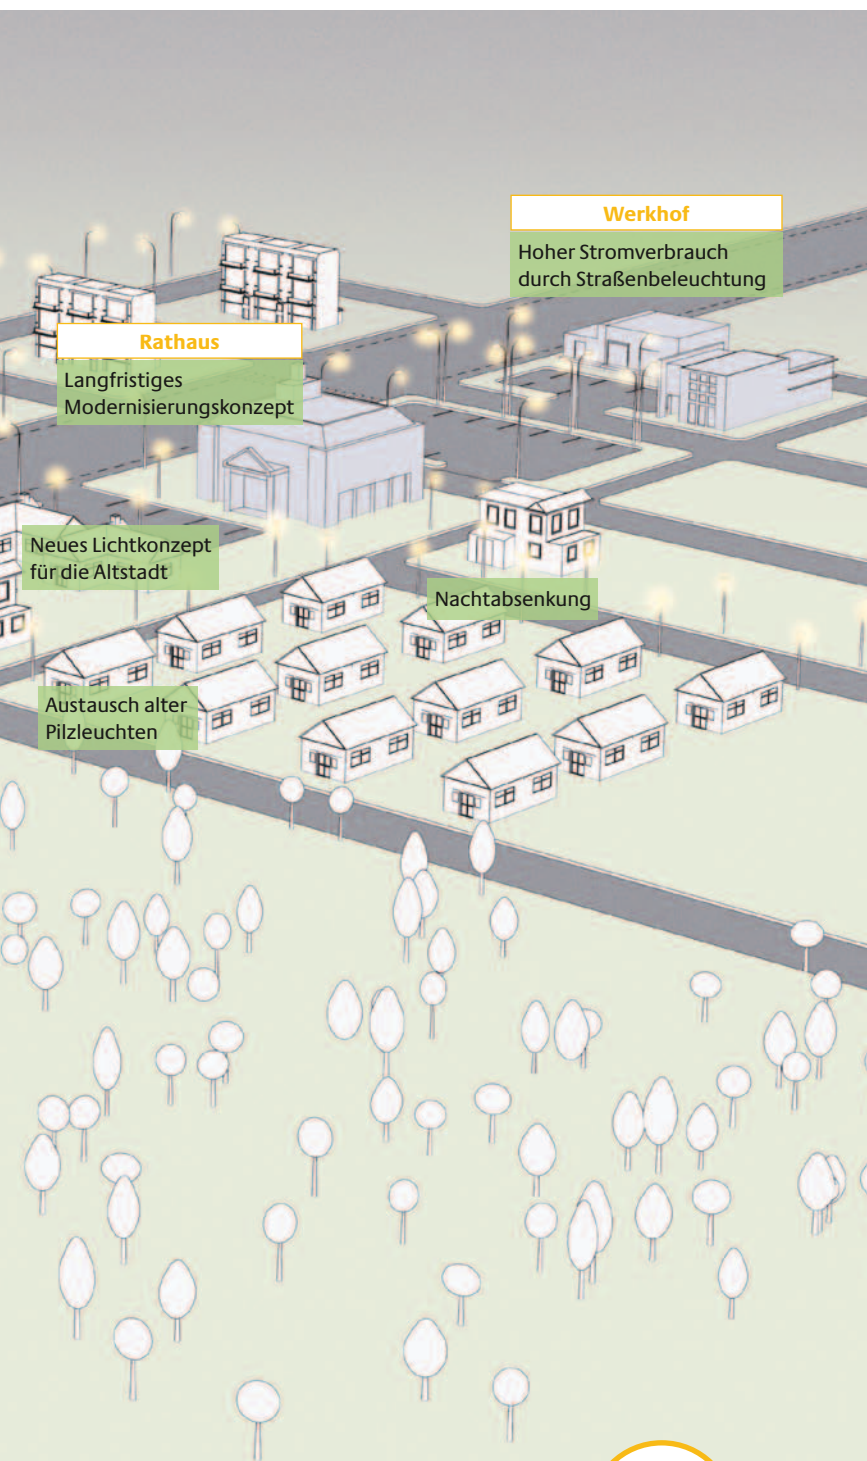 Werkhof
Hoher Stromverbrauch
durch Straßenbeleuchtung
Rathaus
Langfristiges
Modernisierungskonzept
Neues Lichtkonzept
für die Altstadt
Nachtabsenkung
Austausch alter
Pilzleuchten